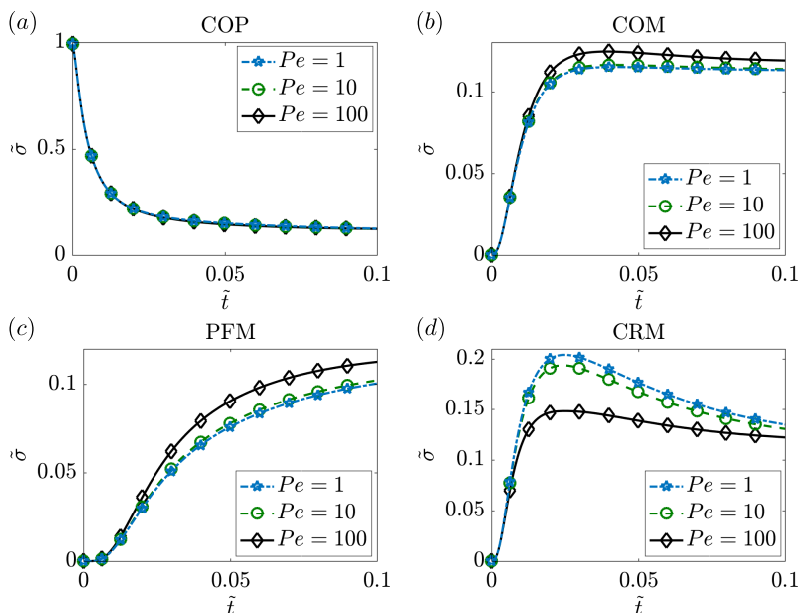 (a) COP
1
0.5
0
σ̃
Pe = 1
Pe = 10
Pe = 100
0 0.05 0.1
t̃
(b) COM
0.1
0.05
0
σ̃
Pe = 1
Pe = 10
Pe = 100
0 0.05 0.1
t̃
(c) PFM
0.1
0.05
0
σ̃
Pe = 1
Pe = 10
Pe = 100
0 0.05 0.1
t̃
(d) CRM
0.2
0.15
0.1
0.05
0
σ̃
Pe = 1
Pe = 10
Pe = 100
0 0.05 0.1
t̃